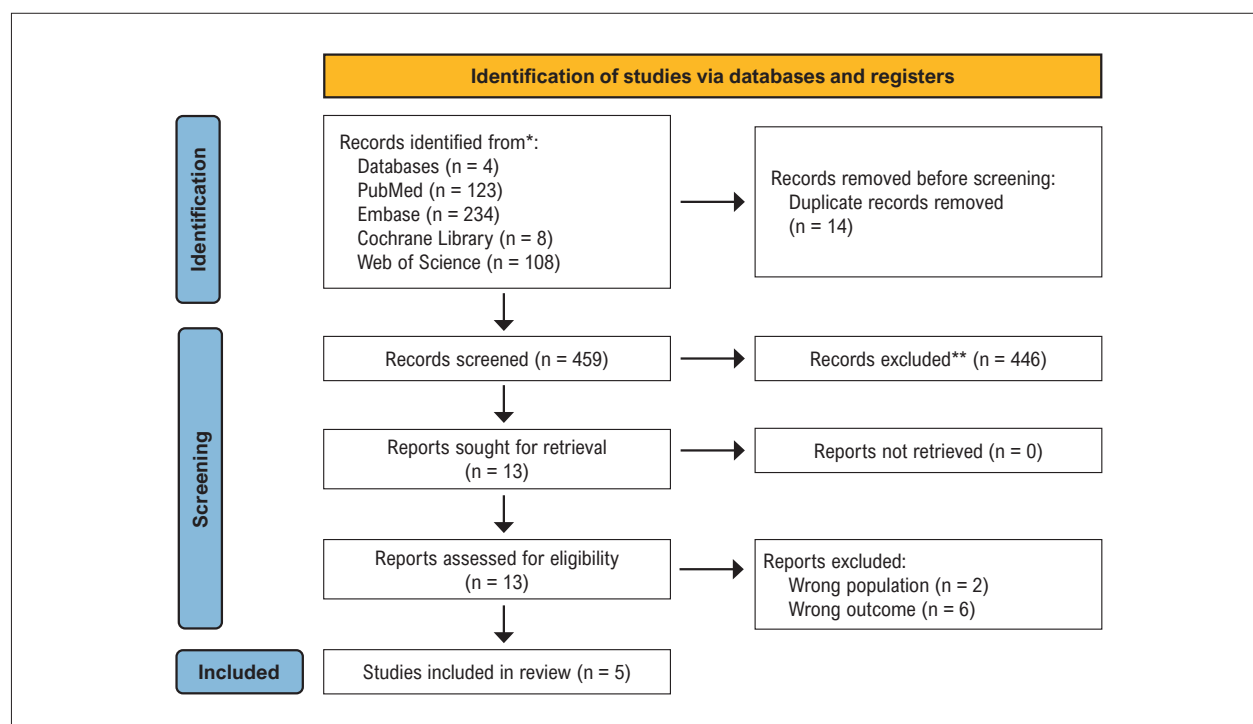 Identification of studies via databases and registers
Identification
Records identified from*:
Databases (n = 4)
PubMed (n = 123)
Embase (n = 234)
Cochrane Library (n = 8)
Web of Science (n = 108)
Records removed before screening:
Duplicate records removed
(n = 14)
Screening
Records screened (n = 459)
Records excluded** (n = 446)
Reports sought for retrieval
(n = 13)
Reports not retrieved (n = 0)
Reports assessed for eligibility
(n = 13)
Reports excluded:
Wrong population (n = 2)
Wrong outcome (n = 6)
Included
Studies included in review (n = 5)